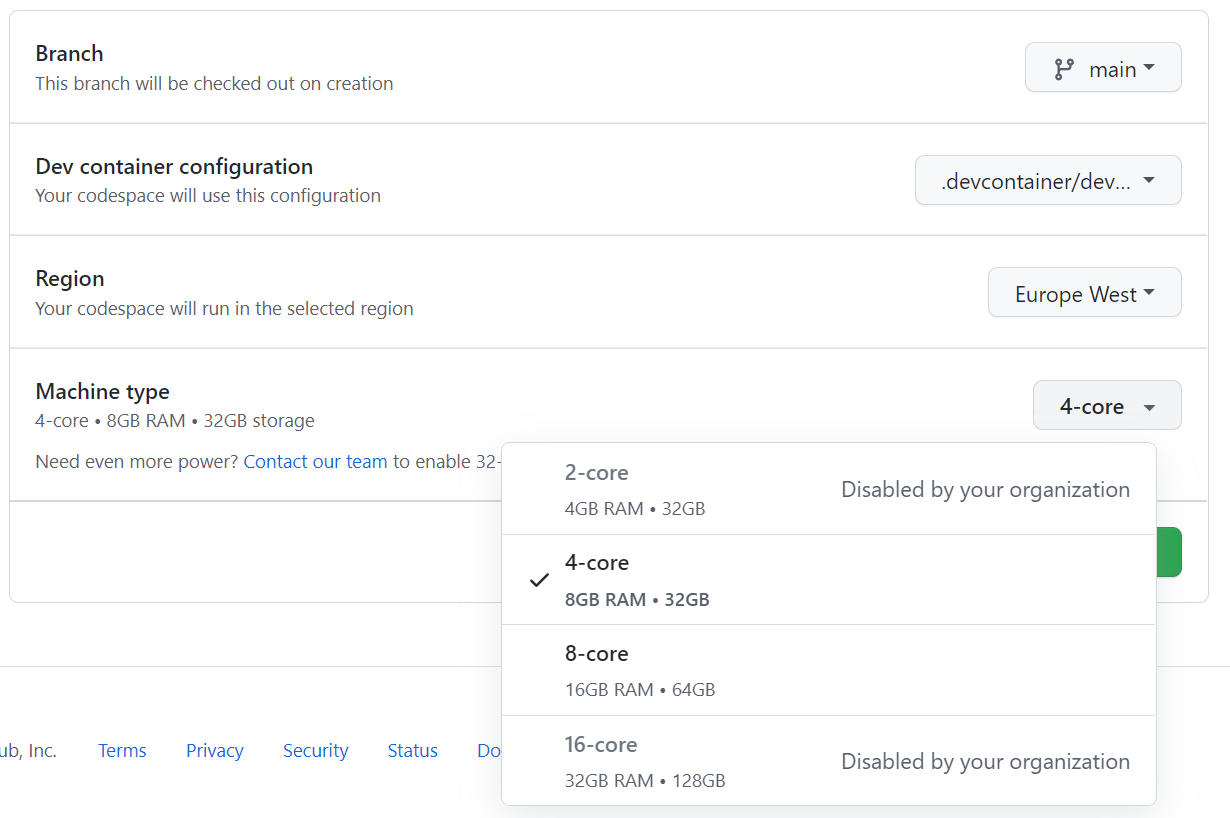 Branch
This branch will be checked out on creation
main
Dev container configuration
Your codespace will use this configuration
.devcontainer/dev...
Region
Your codespace will run in the selected region
Europe West
Machine type
4-core • 8GB RAM • 32GB storage
4-core
Need even more power? Contact our team to enable 32-
2-core
4GB RAM • 32GB
Disabled by your organization
4-core
8GB RAM • 32GB
8-core
16GB RAM • 64GB
16-core
32GB RAM • 128GB
Disabled by your organization
ub, Inc.
Terms
Privacy
Security
Status
Do